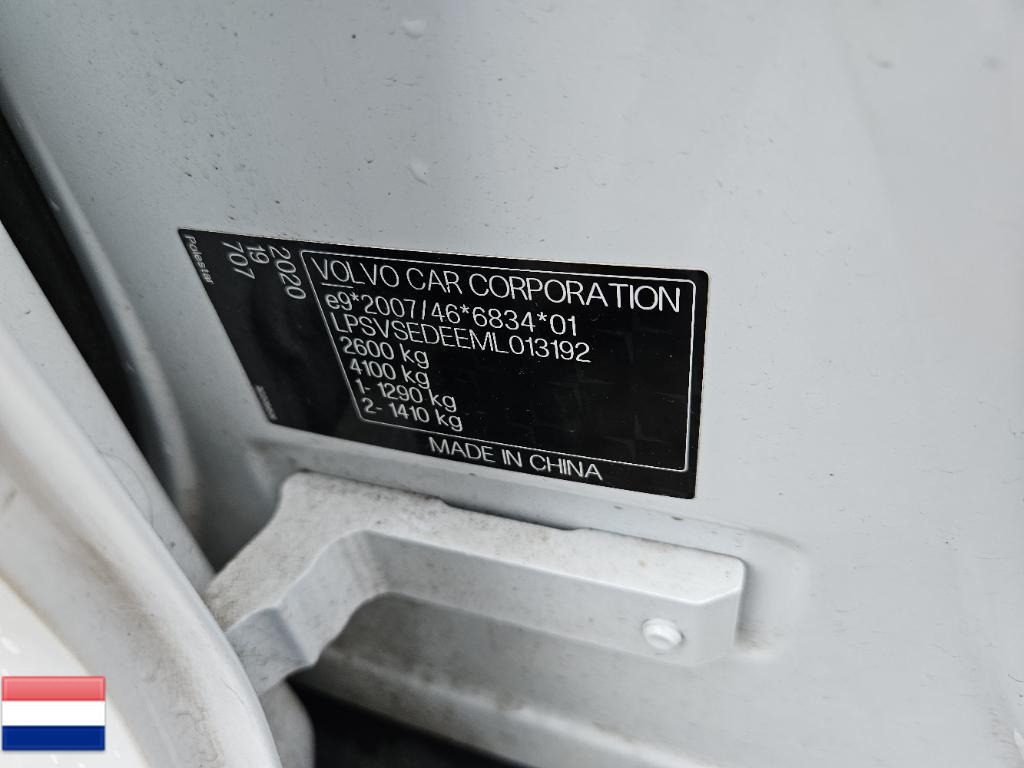 VOLVO CAR CORPORATION
e9*2007/46*6834*01
LPSVSEDEEML013192
2600 kg
4100 kg
1- 1290 kg
2- 1410 kg
MADE IN CHINA
2020
19
707
Polestar